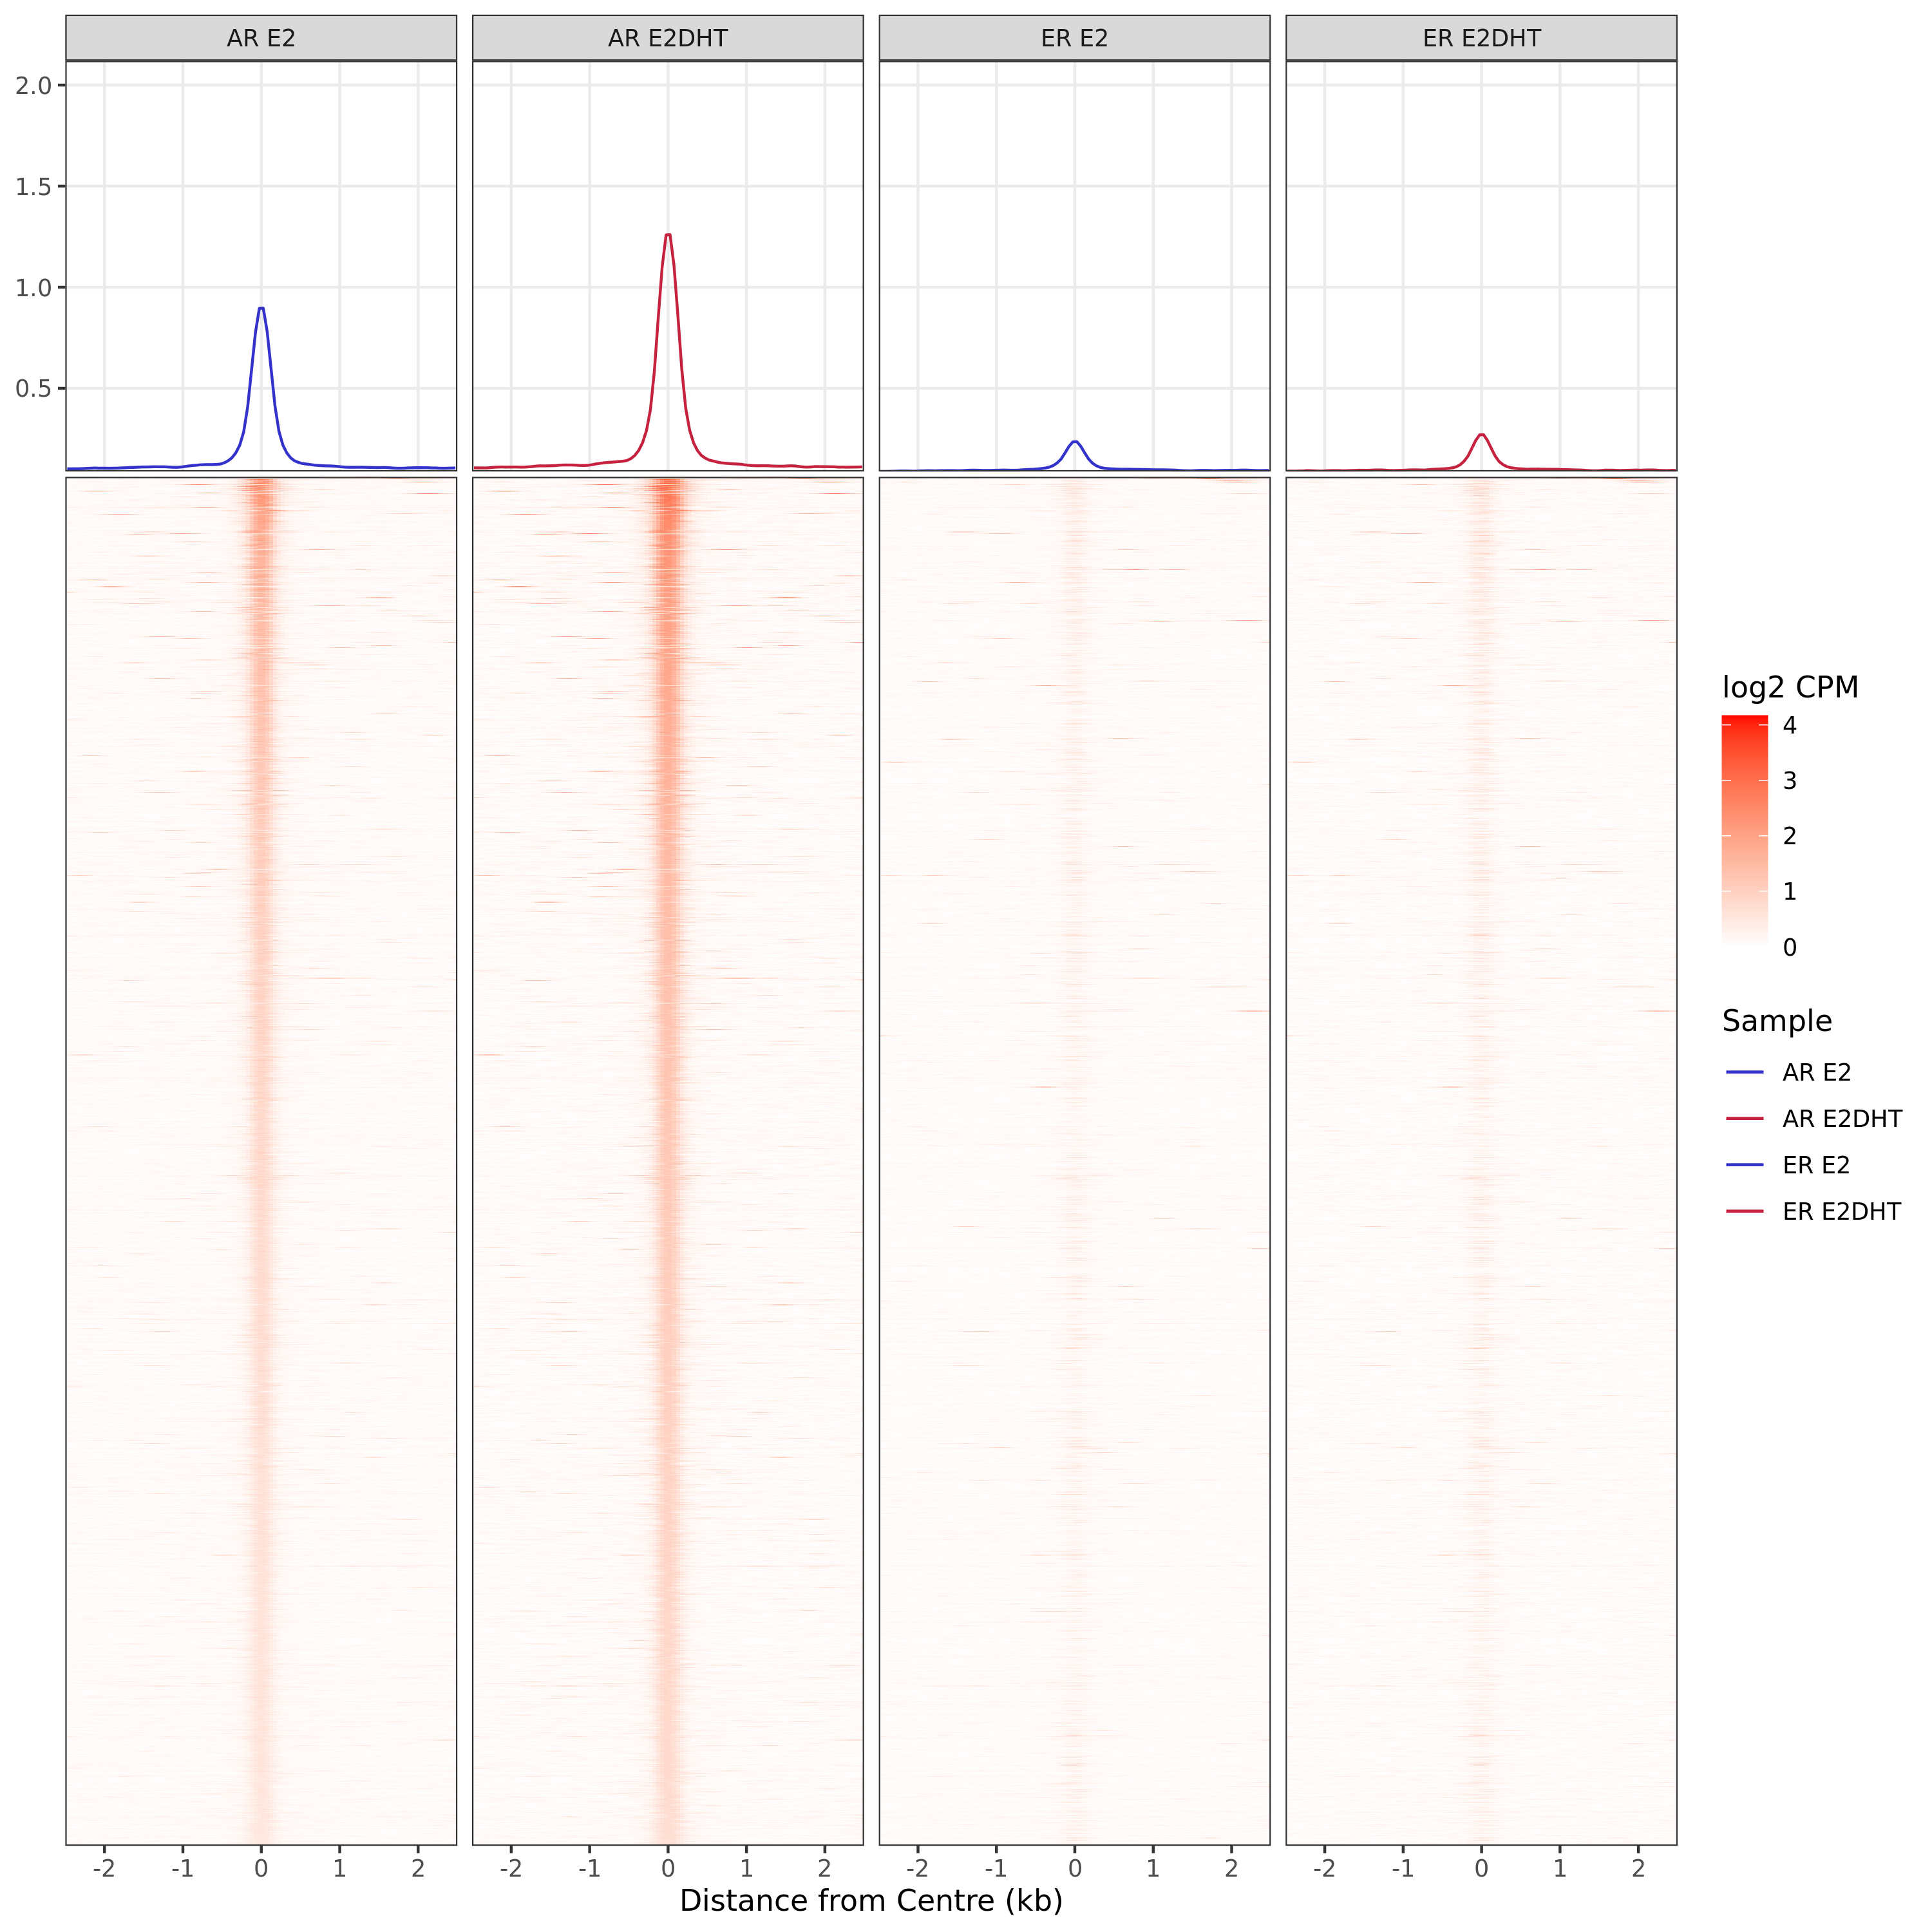 AR E2
AR E2DHT
ER E2
ER E2DHT
2.0
1.5
1.0
0.5
log2 CPM
4
3
2
1
0
Sample
AR E2
AR E2DHT
ER E2
ER E2DHT
-2 -1 0 1 2
-2 -1 0 1 2
-2 -1 0 1 2
-2 -1 0 1 2
Distance from Centre (kb)